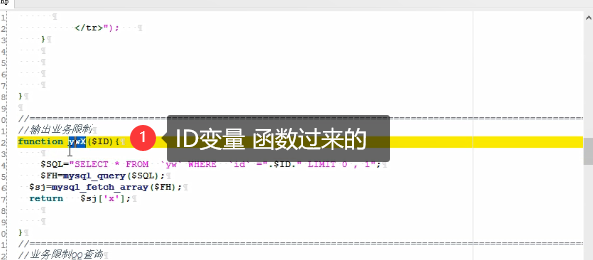 </tr>");
}
}
//输出业务限制
function ywX($ID){
1
ID变量 函数过来的
$SQL="SELECT * FROM `yw` WHERE `id` =".$ID." LIMIT 0 , 1";
$FH=mysql_query($SQL);
$sj=mysql_fetch_array($FH);
return $sj['x'];
}
//业务限制QQ查询